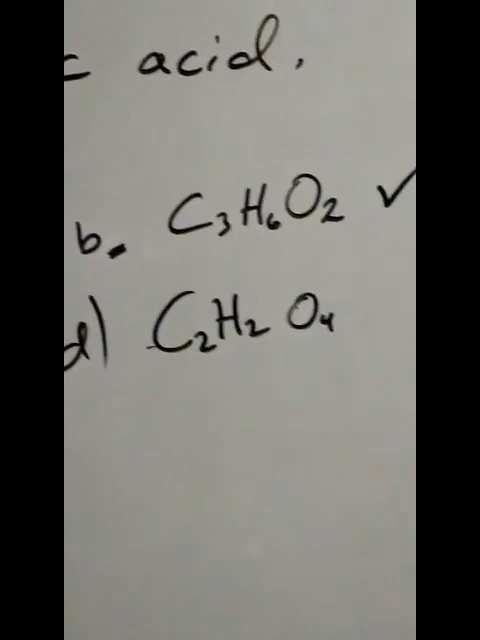 acid.
b. C₃H₆O₂ ✓
d) C₂H₂O₄